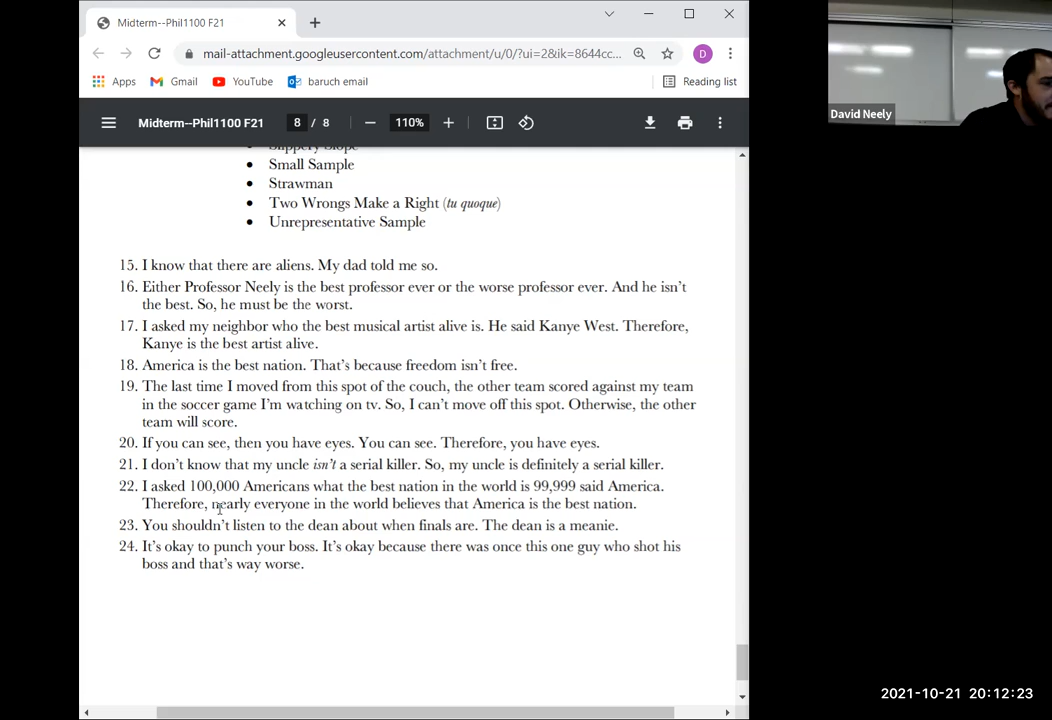 Midterm--Phil1100 F21
mail-attachment.googleusercontent.com/attachment/u/0/?ui=2&ik=8644cc...
D
Apps
Gmail
YouTube
baruch email
Reading list
Midterm--Phil1100 F21
8 / 8
110%
Slippery Slope
• Small Sample
• Strawman
• Two Wrongs Make a Right (tu quoque)
• Unrepresentative Sample
15. I know that there are aliens. My dad told me so.
16. Either Professor Neely is the best professor ever or the worse professor ever. And he isn't
the best. So, he must be the worst.
17. I asked my neighbor who the best musical artist alive is. He said Kanye West. Therefore,
Kanye is the best artist alive.
18. America is the best nation. That's because freedom isn't free.
19. The last time I moved from this spot of the couch, the other team scored against my team
in the soccer game I'm watching on tv. So, I can't move off this spot. Otherwise, the other
team will score.
20. If you can see, then you have eyes. You can see. Therefore, you have eyes.
21. I don't know that my uncle isn't a serial killer. So, my uncle is definitely a serial killer.
22. I asked 100,000 Americans what the best nation in the world is 99,999 said America.
Therefore, nearly everyone in the world believes that America is the best nation.
23. You shouldn't listen to the dean about when finals are. The dean is a meanie.
24. It's okay to punch your boss. It's okay because there was once this one guy who shot his
boss and that's way worse.
David Neely
2021-10-21 20:12:23